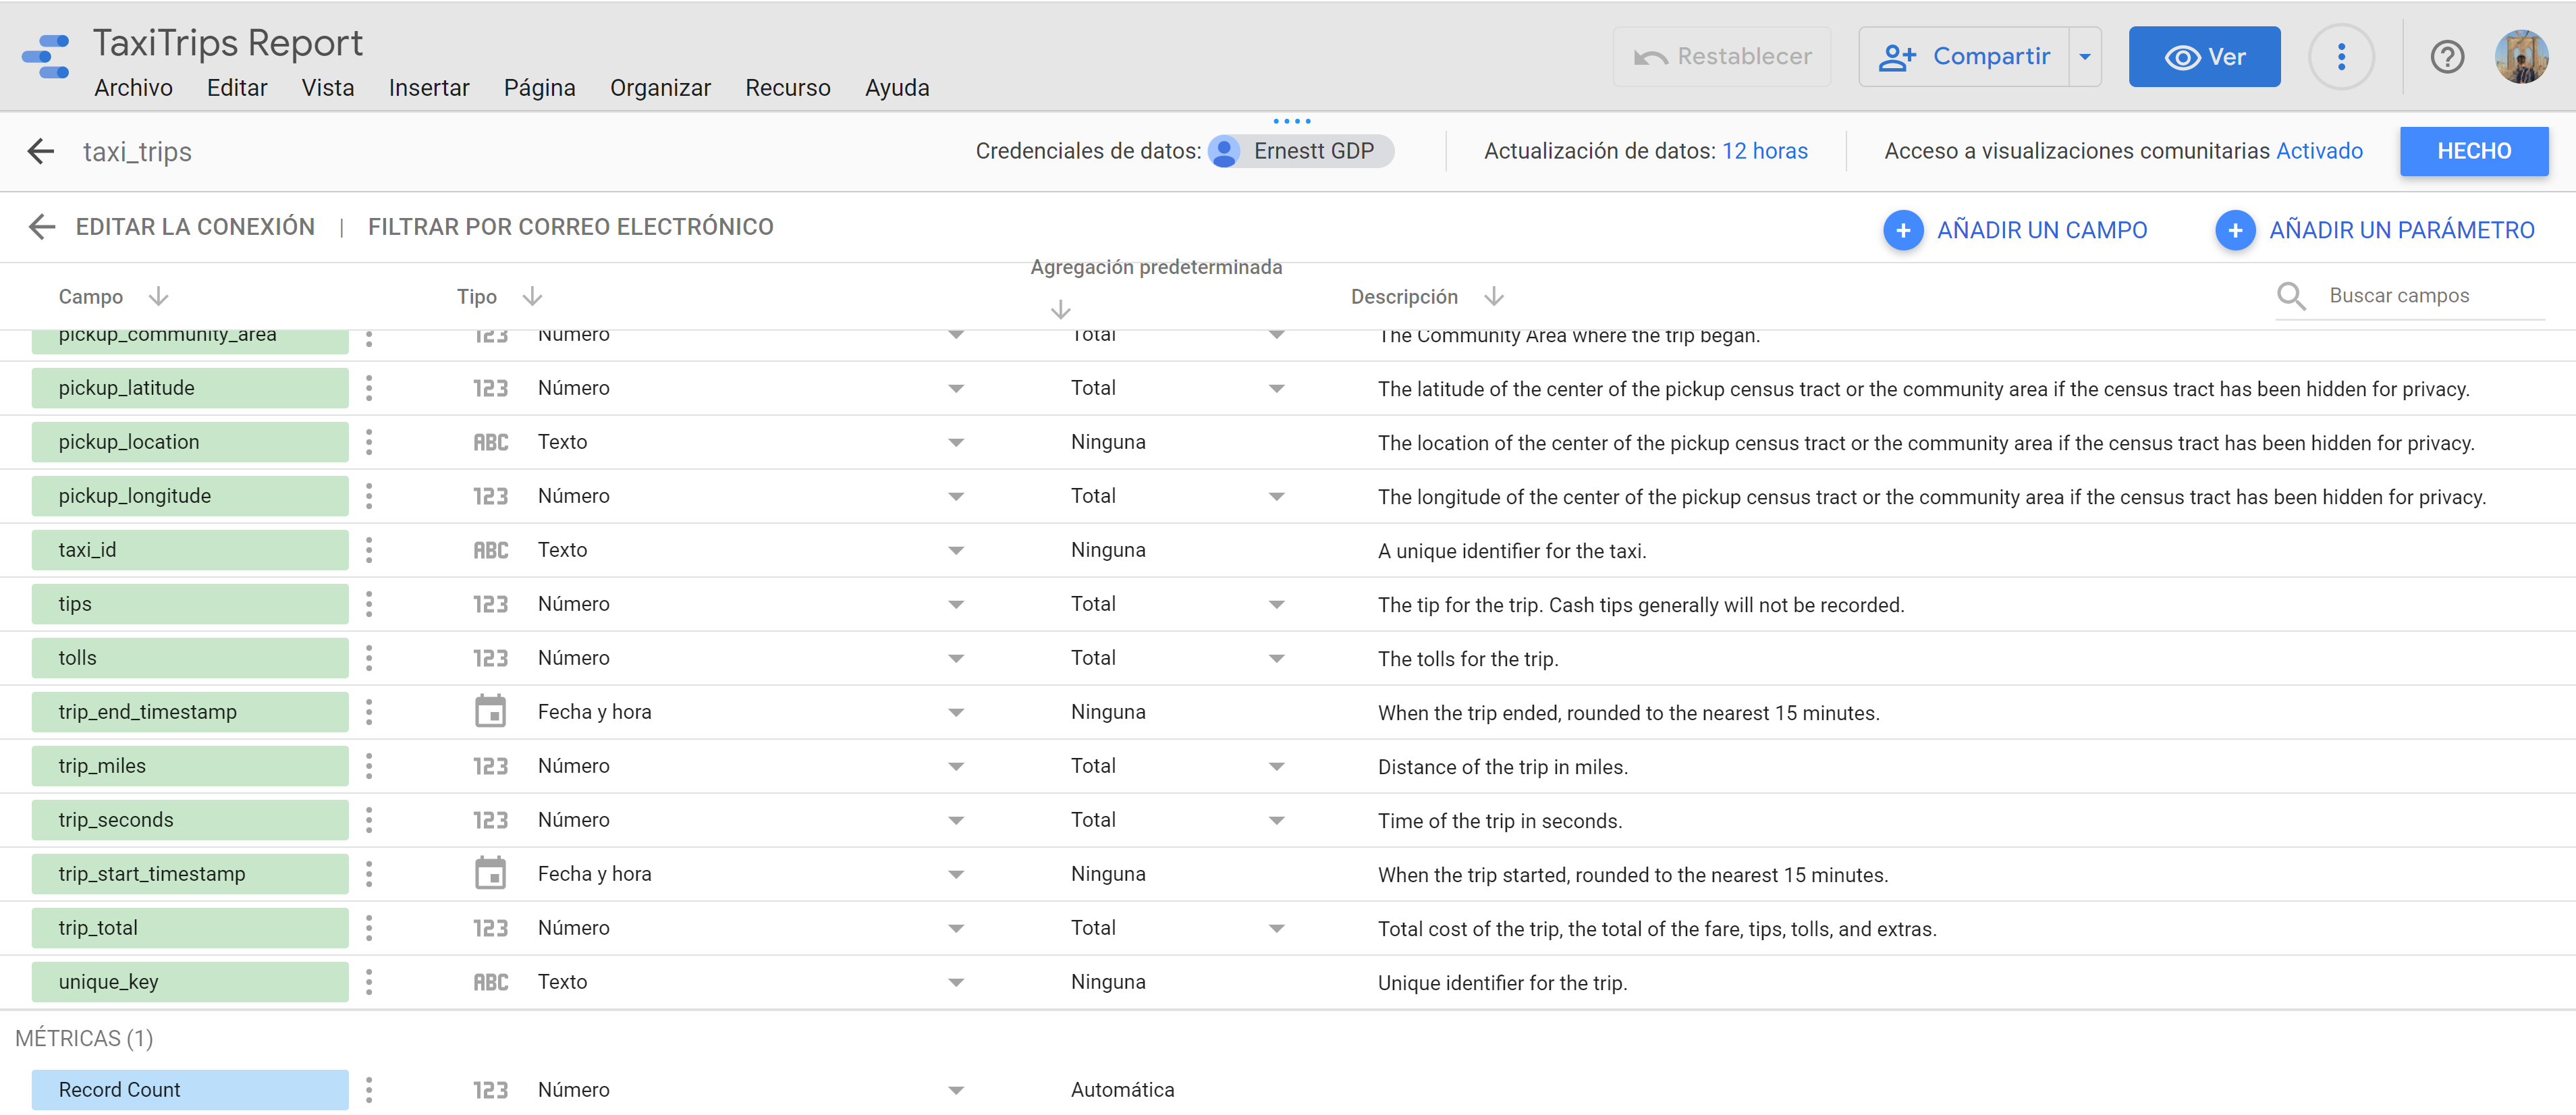 TaxiTrips Report
Archivo Editar Vista Insertar Página Organizar Recurso Ayuda
Restablecer Compartir Ver
taxi_trips Credenciales de datos: Ernestt GDP Actualización de datos: 12 horas Acceso a visualizaciones comunitarias Activado HECHO
EDITAR LA CONEXIÓN | FILTRAR POR CORREO ELECTRÓNICO AÑADIR UN CAMPO AÑADIR UN PARÁMETRO
Campo Tipo Agregación predeterminada Descripción Buscar campos
pickup_community_area 123 Número Total The Community Area where the trip began.
pickup_latitude 123 Número Total The latitude of the center of the pickup census tract or the community area if the census tract has been hidden for privacy.
pickup_location ABC Texto Ninguna The location of the center of the pickup census tract or the community area if the census tract has been hidden for privacy.
pickup_longitude 123 Número Total The longitude of the center of the pickup census tract or the community area if the census tract has been hidden for privacy.
taxi_id ABC Texto Ninguna A unique identifier for the taxi.
tips 123 Número Total The tip for the trip. Cash tips generally will not be recorded.
tolls 123 Número Total The tolls for the trip.
trip_end_timestamp Fecha y hora Ninguna When the trip ended, rounded to the nearest 15 minutes.
trip_miles 123 Número Total Distance of the trip in miles.
trip_seconds 123 Número Total Time of the trip in seconds.
trip_start_timestamp Fecha y hora Ninguna When the trip started, rounded to the nearest 15 minutes.
trip_total 123 Número Total Total cost of the trip, the total of the fare, tips, tolls, and extras.
unique_key ABC Texto Ninguna Unique identifier for the trip.
MÉTRICAS (1)
Record Count 123 Número Automática